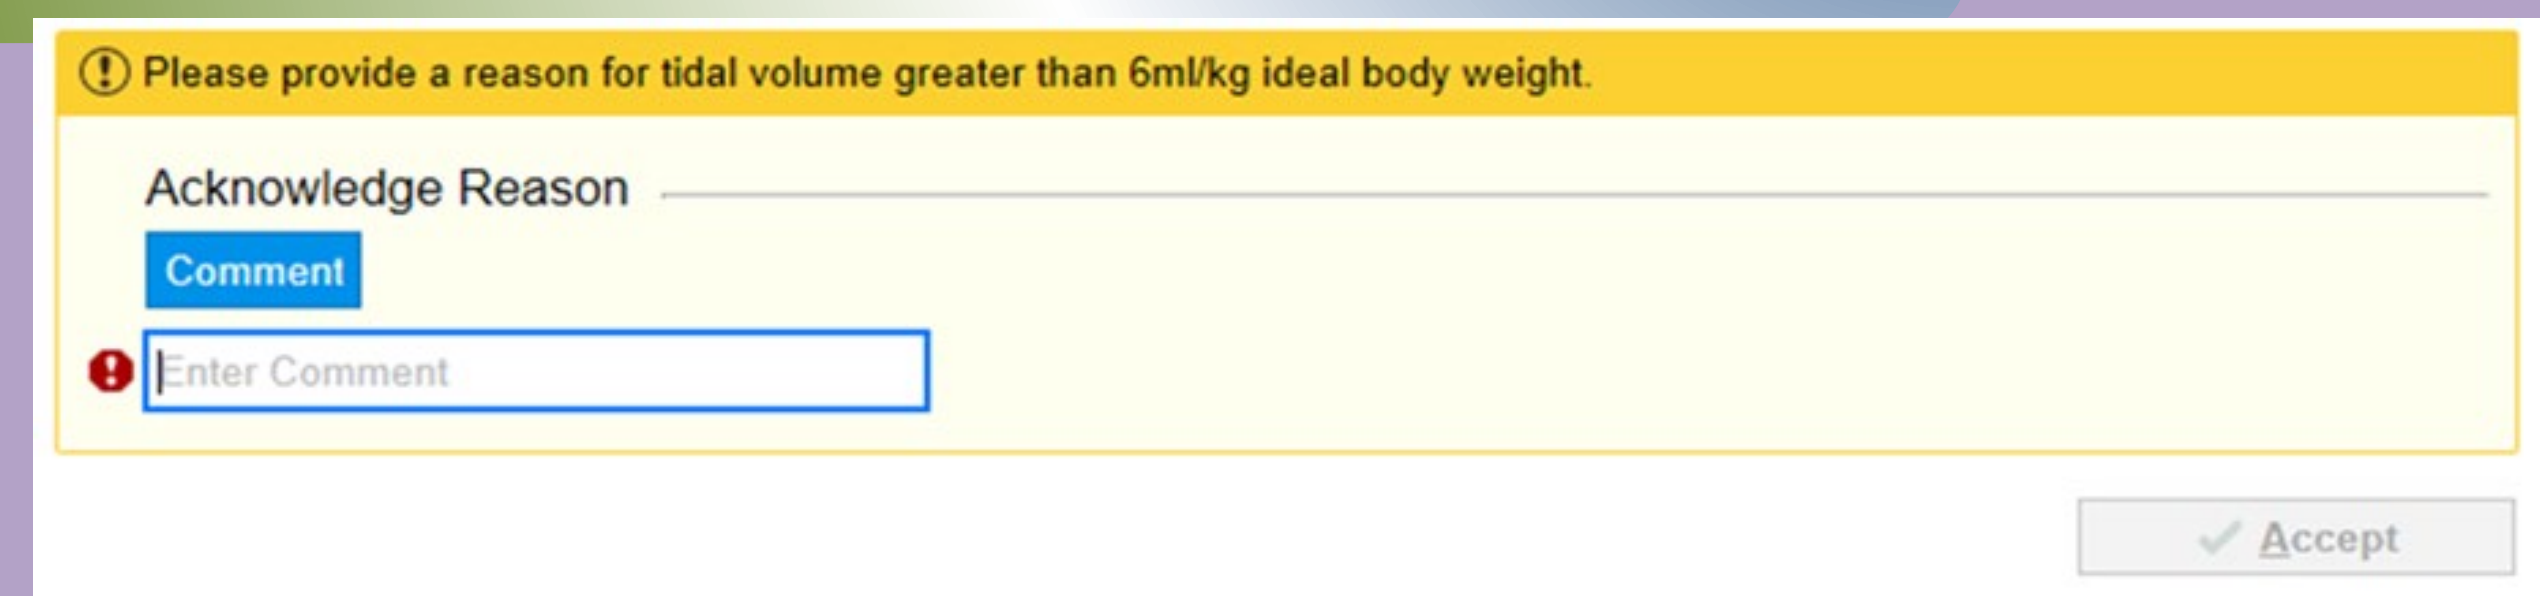 Please provide a reason for tidal volume greater than 6ml/kg ideal body weight.
Acknowledge Reason
Comment
Enter Comment
Accept